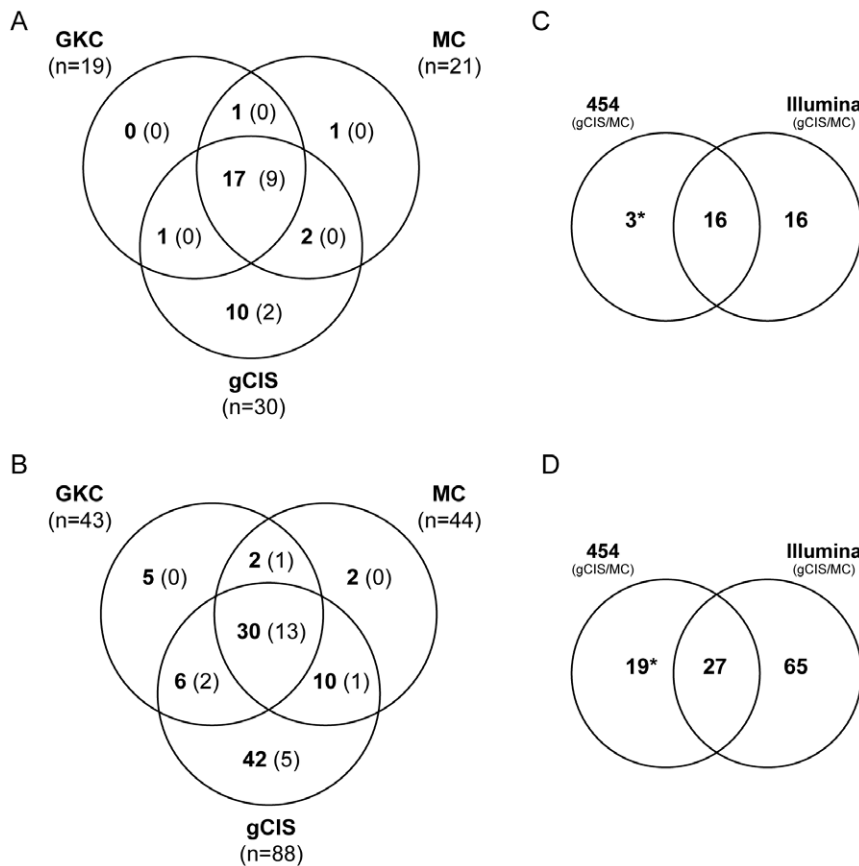 A
GKC
(n=19)
MC
(n=21)
1 (0)
0 (0)
1 (0)
17 (9)
1 (0)
2 (0)
10 (2)
gCIS
(n=30)
C
454
(gCIS/MC)
Illumina
(gCIS/MC)
3*
16
16
B
GKC
(n=43)
MC
(n=44)
2 (1)
5 (0)
2 (0)
30 (13)
6 (2)
10 (1)
42 (5)
gCIS
(n=88)
D
454
(gCIS/MC)
Illumina
(gCIS/MC)
19*
27
65